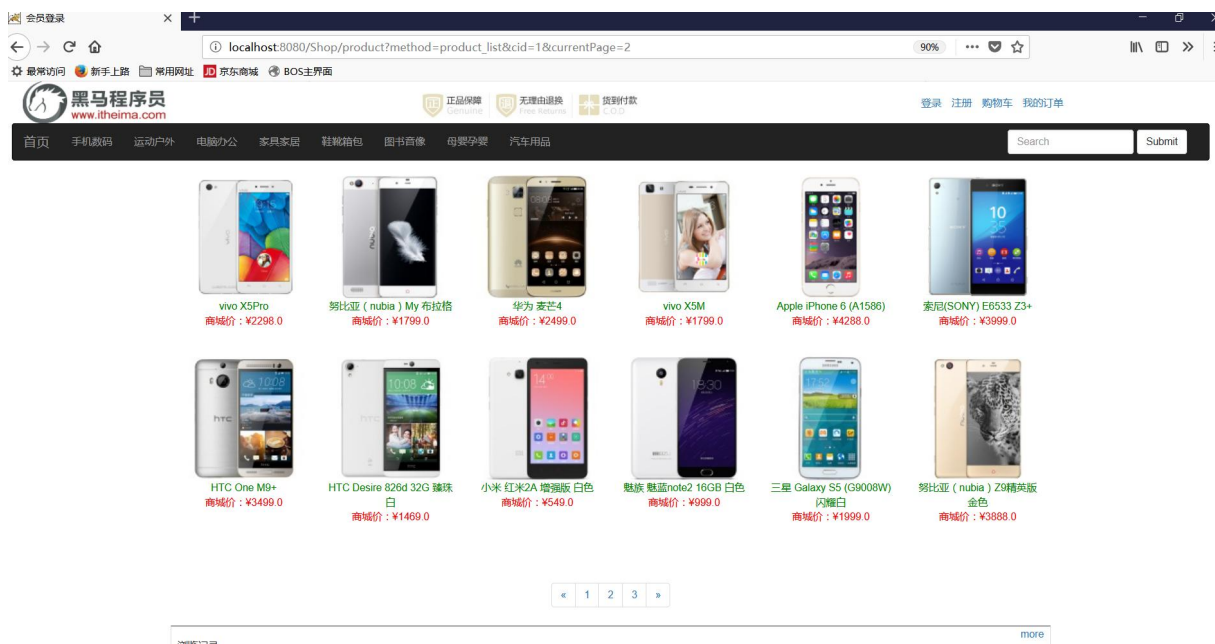 会员登录
localhost:8080/Shop/product?method=product_list&cid=1&currentPage=2
90%
最常访问 新手上路 常用网址 JD 京东商城 BOS主界面
黑马程序员
www.itheima.com
正品保障
Genuine
无理由退换
Free Returns
货到付款
C.O.D
登录 注册 购物车 我的订单
首页 手机数码 运动户外 电脑办公 家具家居 鞋靴箱包 图书音像 母婴孕婴 汽车用品
Search Submit
vivo X5Pro
商城价：¥2298.0
努比亚（nubia）My 布拉格
商城价：¥1799.0
华为 麦芒4
商城价：¥2499.0
vivo X5M
商城价：¥1799.0
Apple iPhone 6 (A1586)
商城价：¥4288.0
索尼(SONY) E6533 Z3+
商城价：¥3999.0
HTC One M9+
商城价：¥3499.0
HTC Desire 826d 32G 臻珠
白
商城价：¥1469.0
小米 红米2A 增强版 白色
商城价：¥549.0
魅族 魅蓝note2 16GB 白色
商城价：¥999.0
三星 Galaxy S5 (G9008W)
闪耀白
商城价：¥1999.0
努比亚（nubia）Z9精英版
金色
商城价：¥3888.0
« 1 2 3 »
more